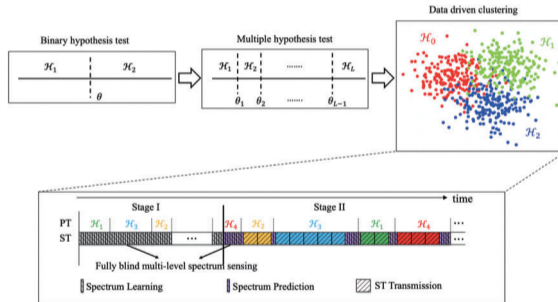 Data driven clustering
Binary hypothesis test
Multiple hypothesis test
ℋ₁ ℋ₂
θ
ℋ₁ ℋ₂ ....... ℋ_L
θ₁ θ₂ ....... θ_{L−1}
ℋ₀ ℋ₁
ℋ₂
time
Stage I Stage II
PT ℋ₁ ℋ₃ ℋ₂ ℋ₄ ℋ₂ ℋ₃ ℋ₁ ℋ₄ ...
ST ... ...
Fully blind multi-level spectrum sensing
Spectrum Learning Spectrum Prediction ST Transmission